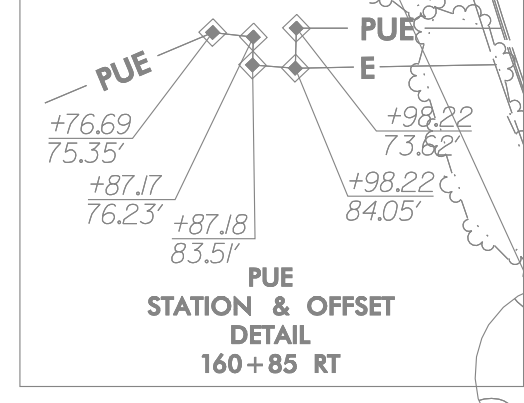 PUE
PUE
E
+76.69
75.35'
+98.22
73.62'
+87.17
76.23'
+98.22
84.05'
+87.18
83.51'
PUE
STATION & OFFSET
DETAIL
160+85 RT